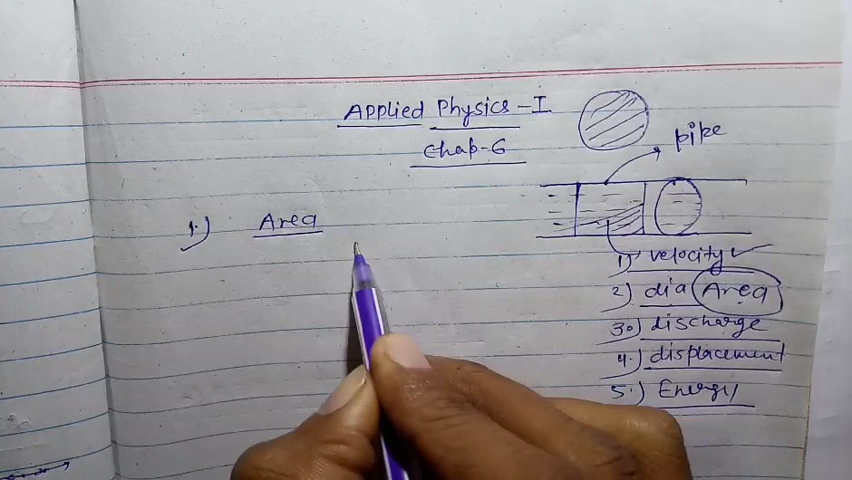 Applied Physics-I
Chap-6
pipe
1.) Area
1) velocity ✓
2) dia Area
3.) discharge
4.) displacement
5.) Energy